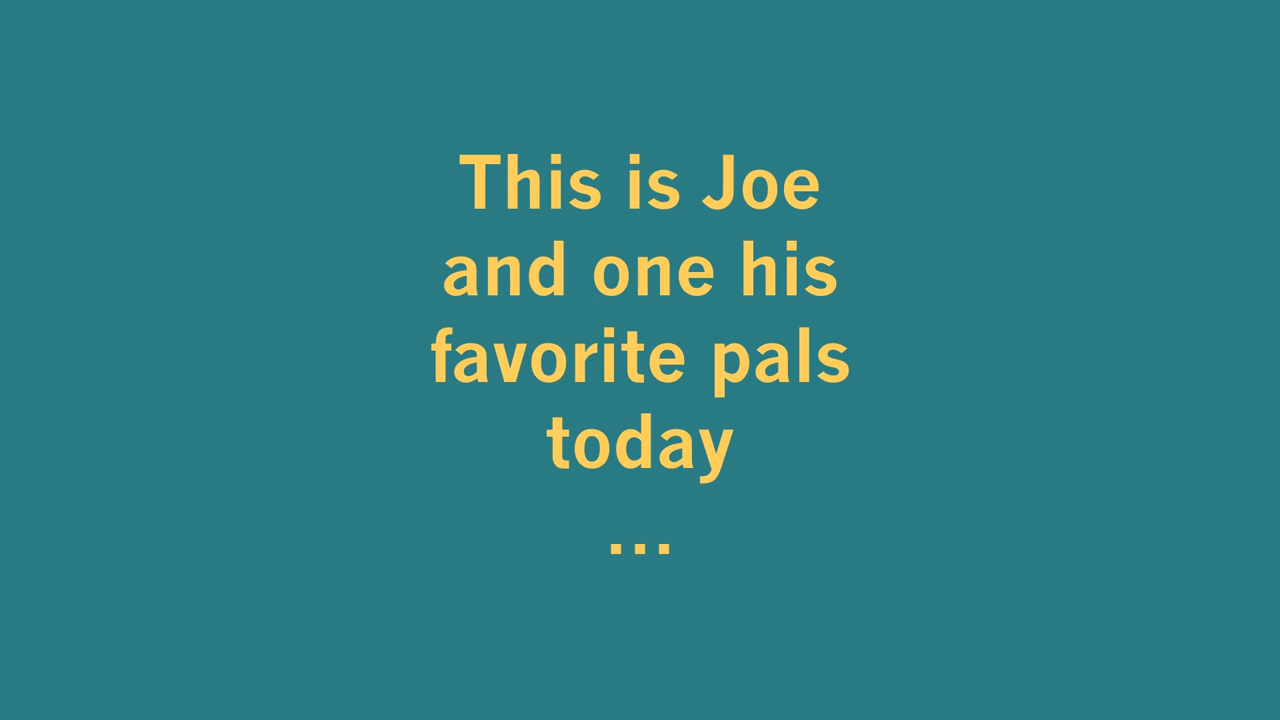 This is Joe
and one his
favorite pals
today
...